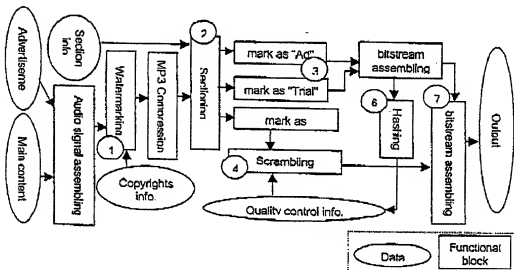 Advertiseme
Main content
Section
info
Audio signal assembling
1
Watermarking
Copyrights
info.
MP3 Compression
2
Sectioning
mark as "Ad"
3
mark as "Trial"
mark as
4
Scrambling
Quality control info.
bitstream
assembling
6
Hashing
7
bitstream assembling
Output
Data
Functional
block